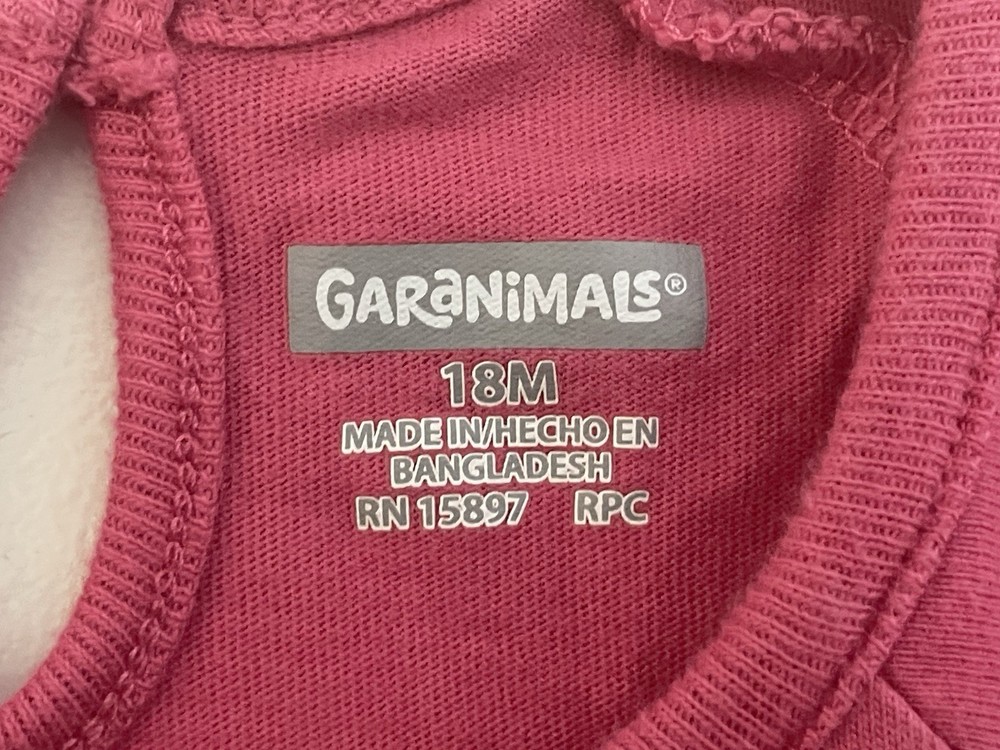 GARANIMALS®
18M
MADE IN/HECHO EN
BANGLADESH
RN 15897 RPC